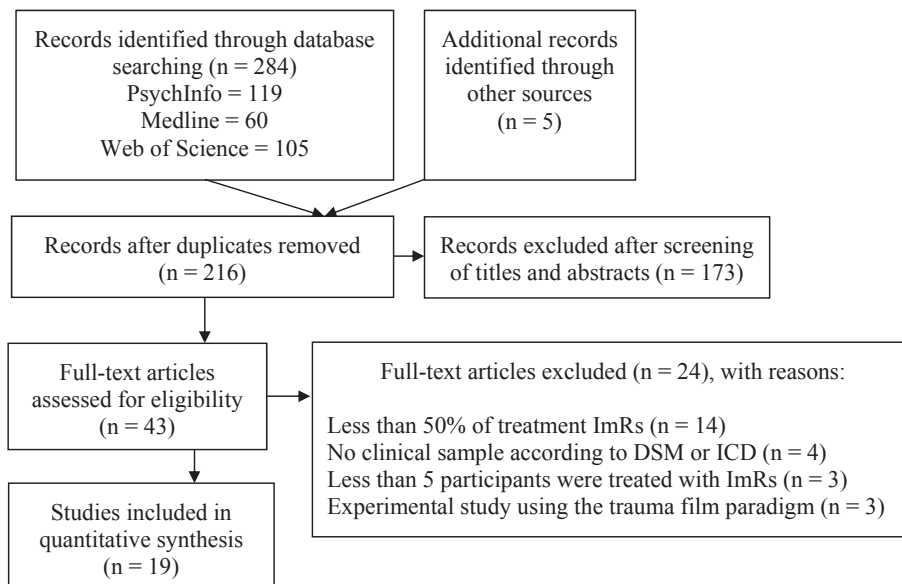 Records identified through database
searching (n = 284)
PsychInfo = 119
Medline = 60
Web of Science = 105
Additional records
identified through
other sources
(n = 5)
Records after duplicates removed
(n = 216)
Records excluded after screening
of titles and abstracts (n = 173)
Full-text articles
assessed for eligibility
(n = 43)
Full-text articles excluded (n = 24), with reasons:
Less than 50% of treatment ImRs (n = 14)
No clinical sample according to DSM or ICD (n = 4)
Less than 5 participants were treated with ImRs (n = 3)
Experimental study using the trauma film paradigm (n = 3)
Studies included in
quantitative synthesis
(n = 19)